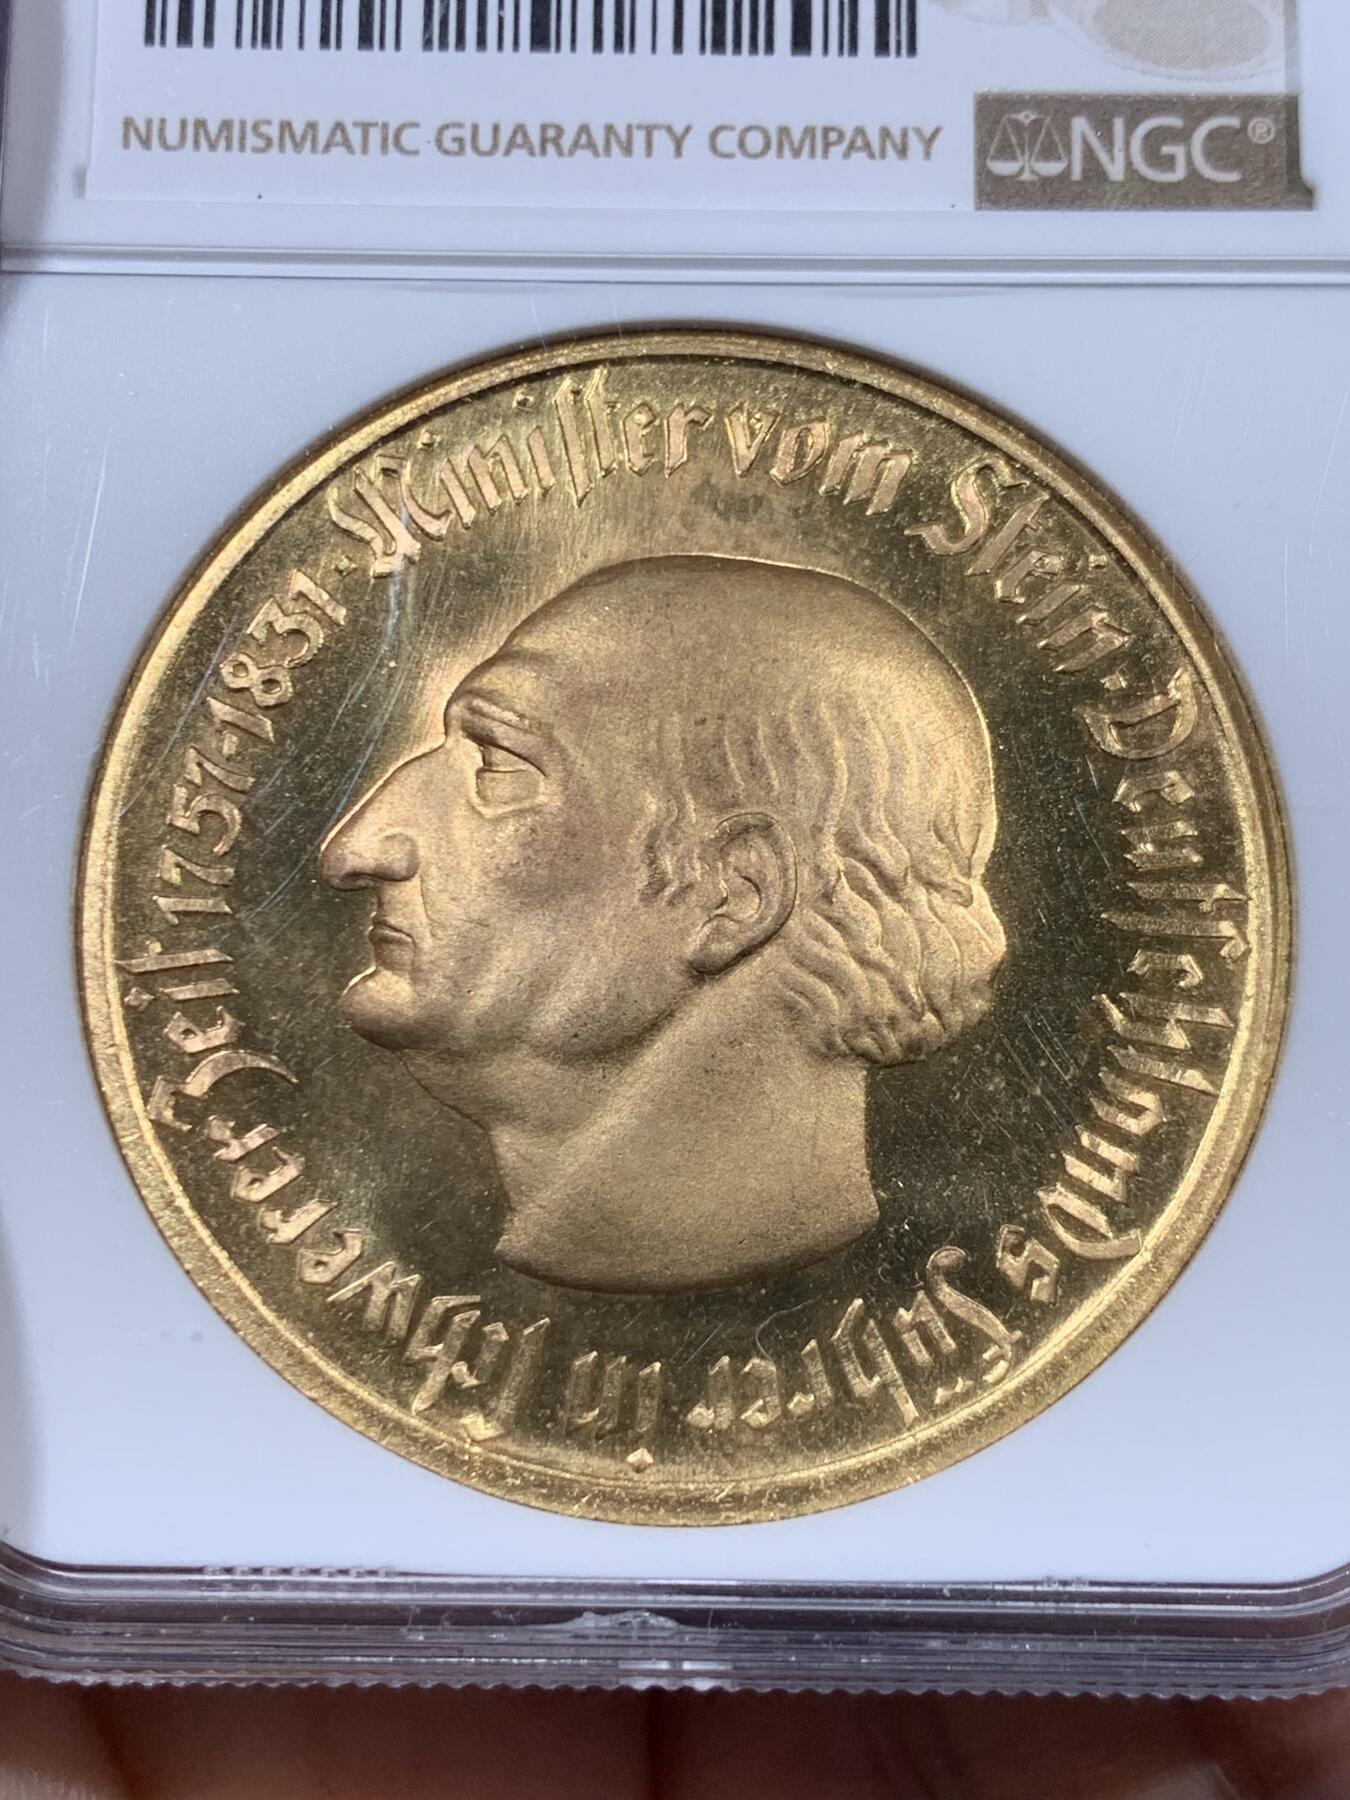 NUMISMATIC GUARANTY COMPANY
NGC®
Minister vom Stein · Deutschlands Führer in schwerer Zeit 1757-1831 ·